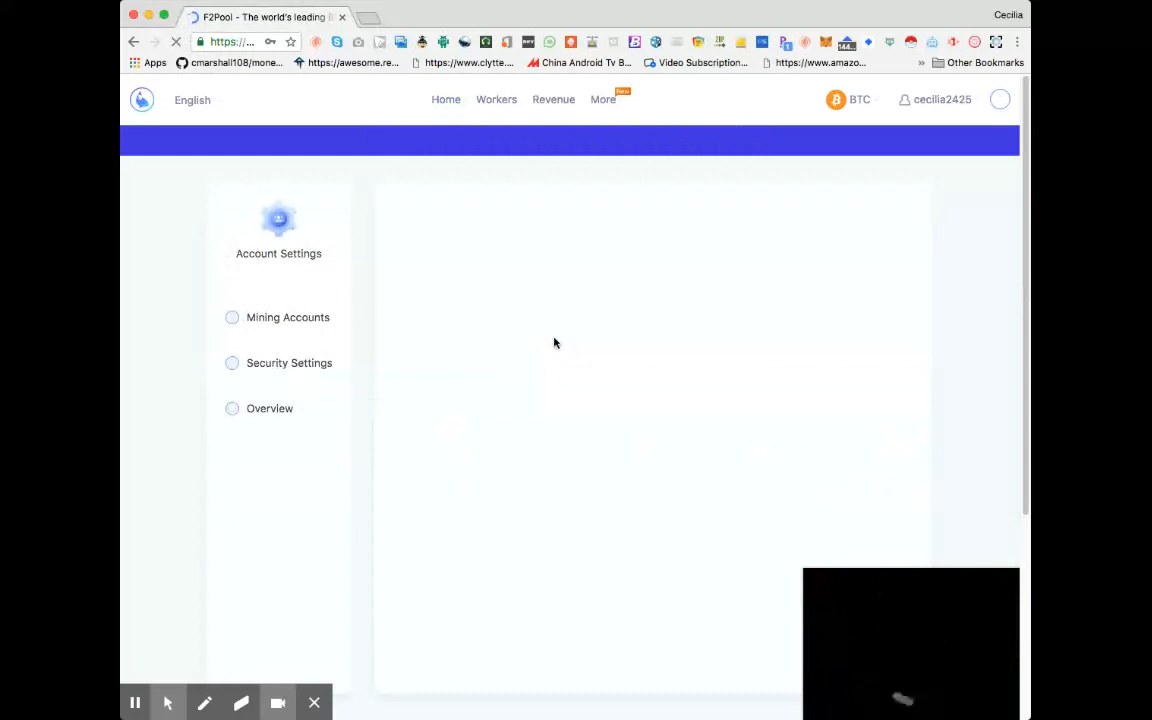 F2Pool - The world's leading
Cecilia
https://...
144...
Apps
cmarshall108/mone...
https://awesome.re...
https://www.clytte....
China Android Tv B...
Video Subscription...
https://www.amazo...
»
Other Bookmarks
English
Home
Workers
Revenue
More
New
BTC
cecilia2425
Account Settings
Mining Accounts
Security Settings
Overview